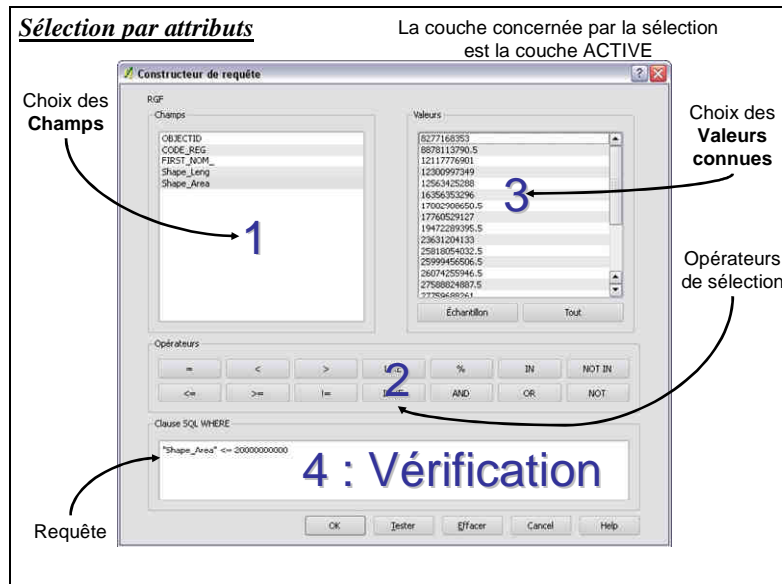 Sélection par attributs
La couche concernée par la sélection
est la couche ACTIVE
Constructeur de requête
RGF
Choix des
Champs
Champs
OBJECTID
CODE_REG
FIRST_NOM_
Shape_Leng
Shape_Area
1
Valeurs
8277168353
8878113790.5
12117776901
12300997349
12563425288
16356353296
17002908650.5
17760529127
19472289395.5
23631204133
25818054032.5
25999456506.5
26074255946.5
27588824887.5
27759688261
3
Choix des
Valeurs
connues
Échantillon
Tout
Opérateurs
de sélection
Opérateurs
= < > % IN NOT IN
<= >= != AND OR NOT
2
Clause SQL WHERE
"Shape_Area" <= 20000000000
4 : Vérification
Requête
OK
Tester
Effacer
Cancel
Help